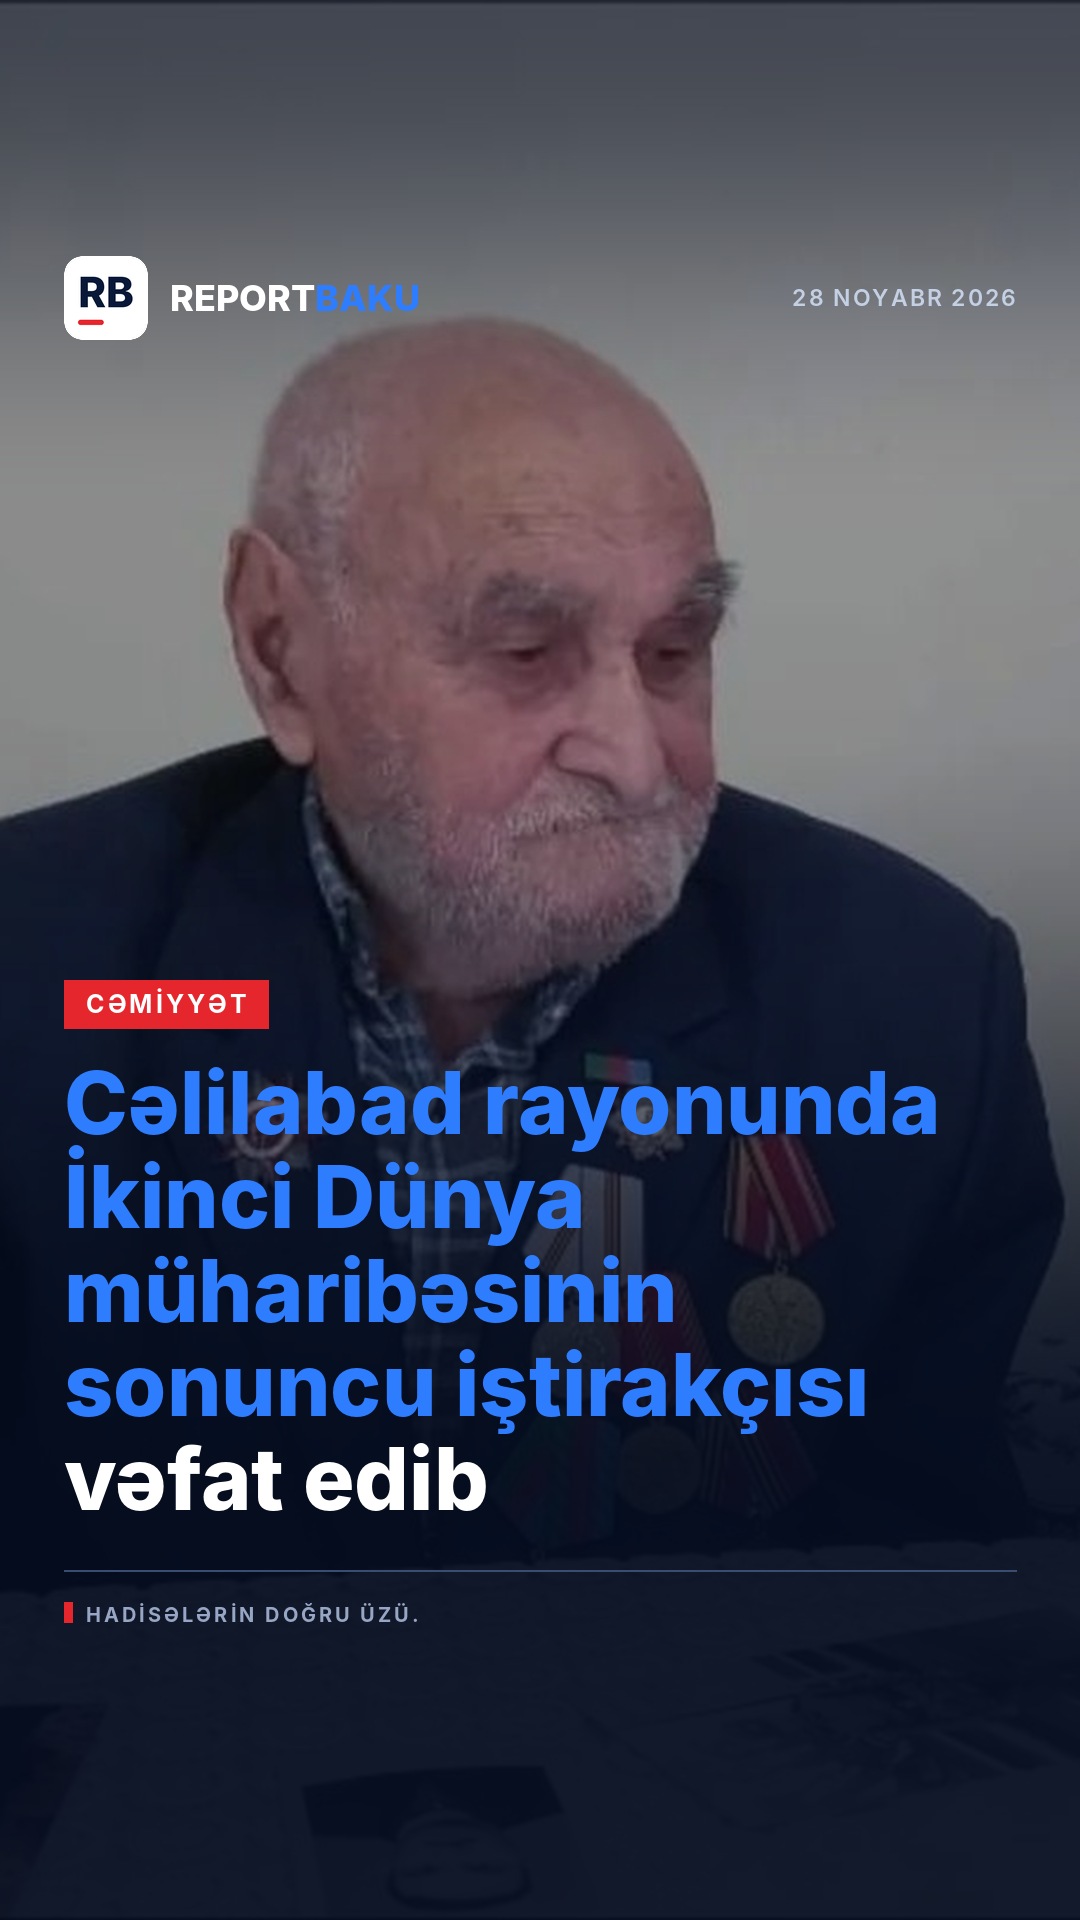 RB
REPORTBAKU
28 NOYABR 2026
CƏMİYYƏT
Cəlilabad rayonunda
İkinci Dünya
müharibəsinin
sonuncu iştirakçısı
vəfat edib
HADİSƏLƏRİN DOĞRU ÜZÜ.